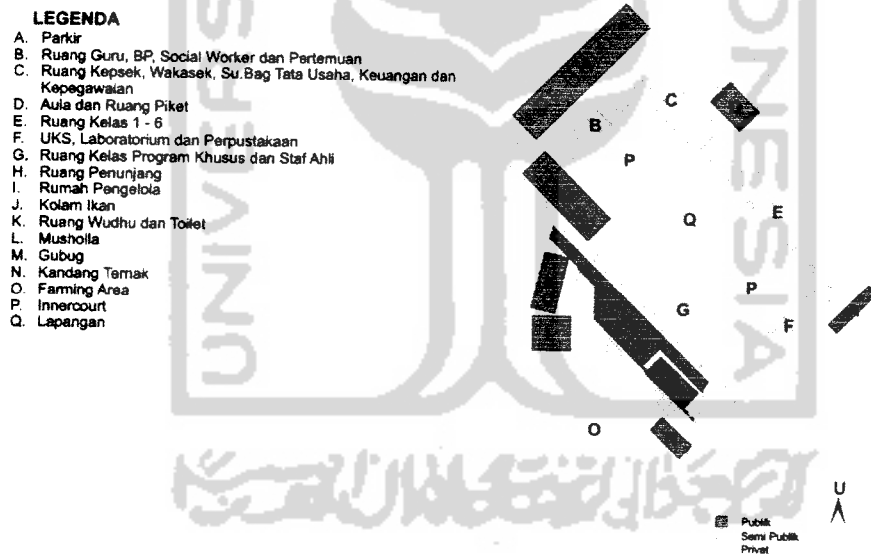 LEGENDA
A. Parkir
B. Ruang Guru, BP, Social Worker dan Pertemuan
C. Ruang Kepsek, Wakasek, Su.Bag Tata Usaha, Keuangan dan
Kepegawaian
D. Aula dan Ruang Piket
E. Ruang Kelas 1 - 6
F. UKS, Laboratorium dan Perpustakaan
G. Ruang Kelas Program Khusus dan Staf Ahli
H. Ruang Penunjang
I. Rumah Pengelola
J. Kolam Ikan
K. Ruang Wudhu dan Toilet
L. Musholla
M. Gubug
N. Kandang Ternak
O. Farming Area
P. Innercourt
Q. Lapangan
C
B
P
Q
E
P
G
F
O
U
Publik
Semi Publik
Privat
UNIVERS
ONESIA